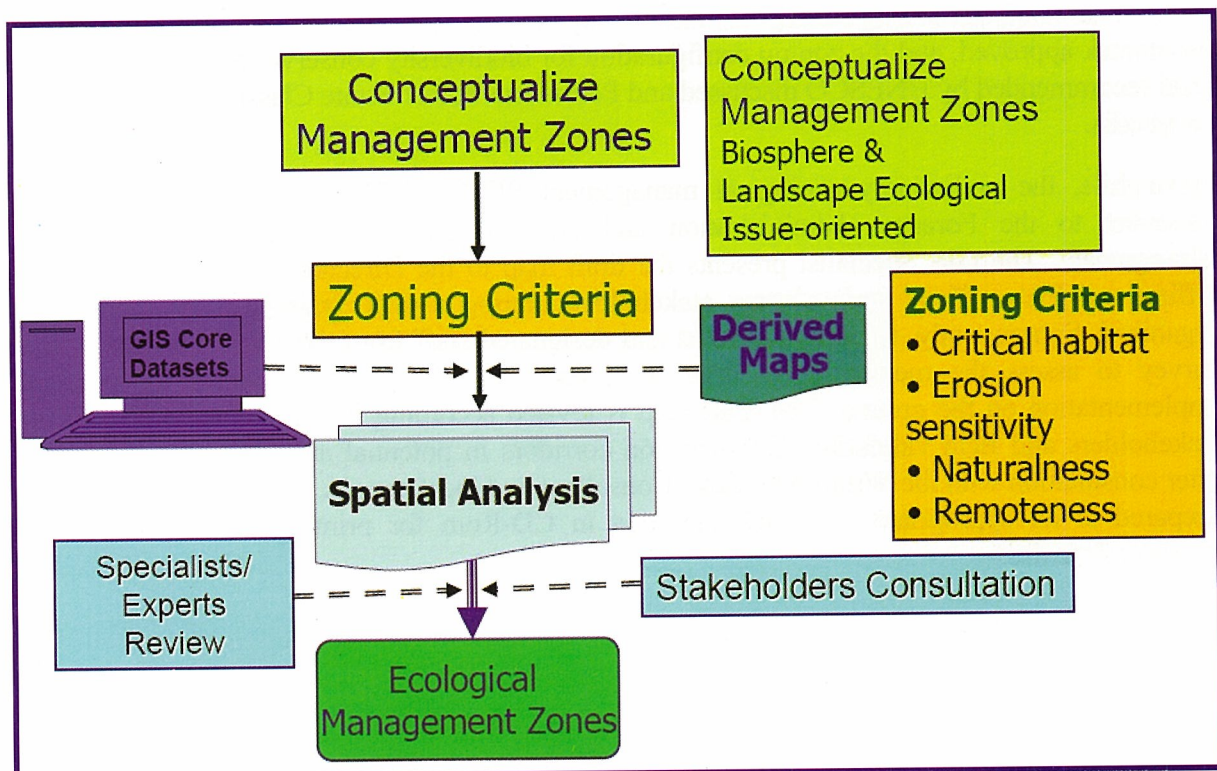 Conceptualize
Management Zones
Conceptualize
Management Zones
Biosphere &
Landscape Ecological
Issue-oriented
Zoning Criteria
GIS Core
Datasets
Derived
Maps
Zoning Criteria
• Critical habitat
• Erosion
sensitivity
• Naturalness
• Remoteness
Spatial Analysis
Specialists/
Experts
Review
Stakeholders Consultation
Ecological
Management Zones